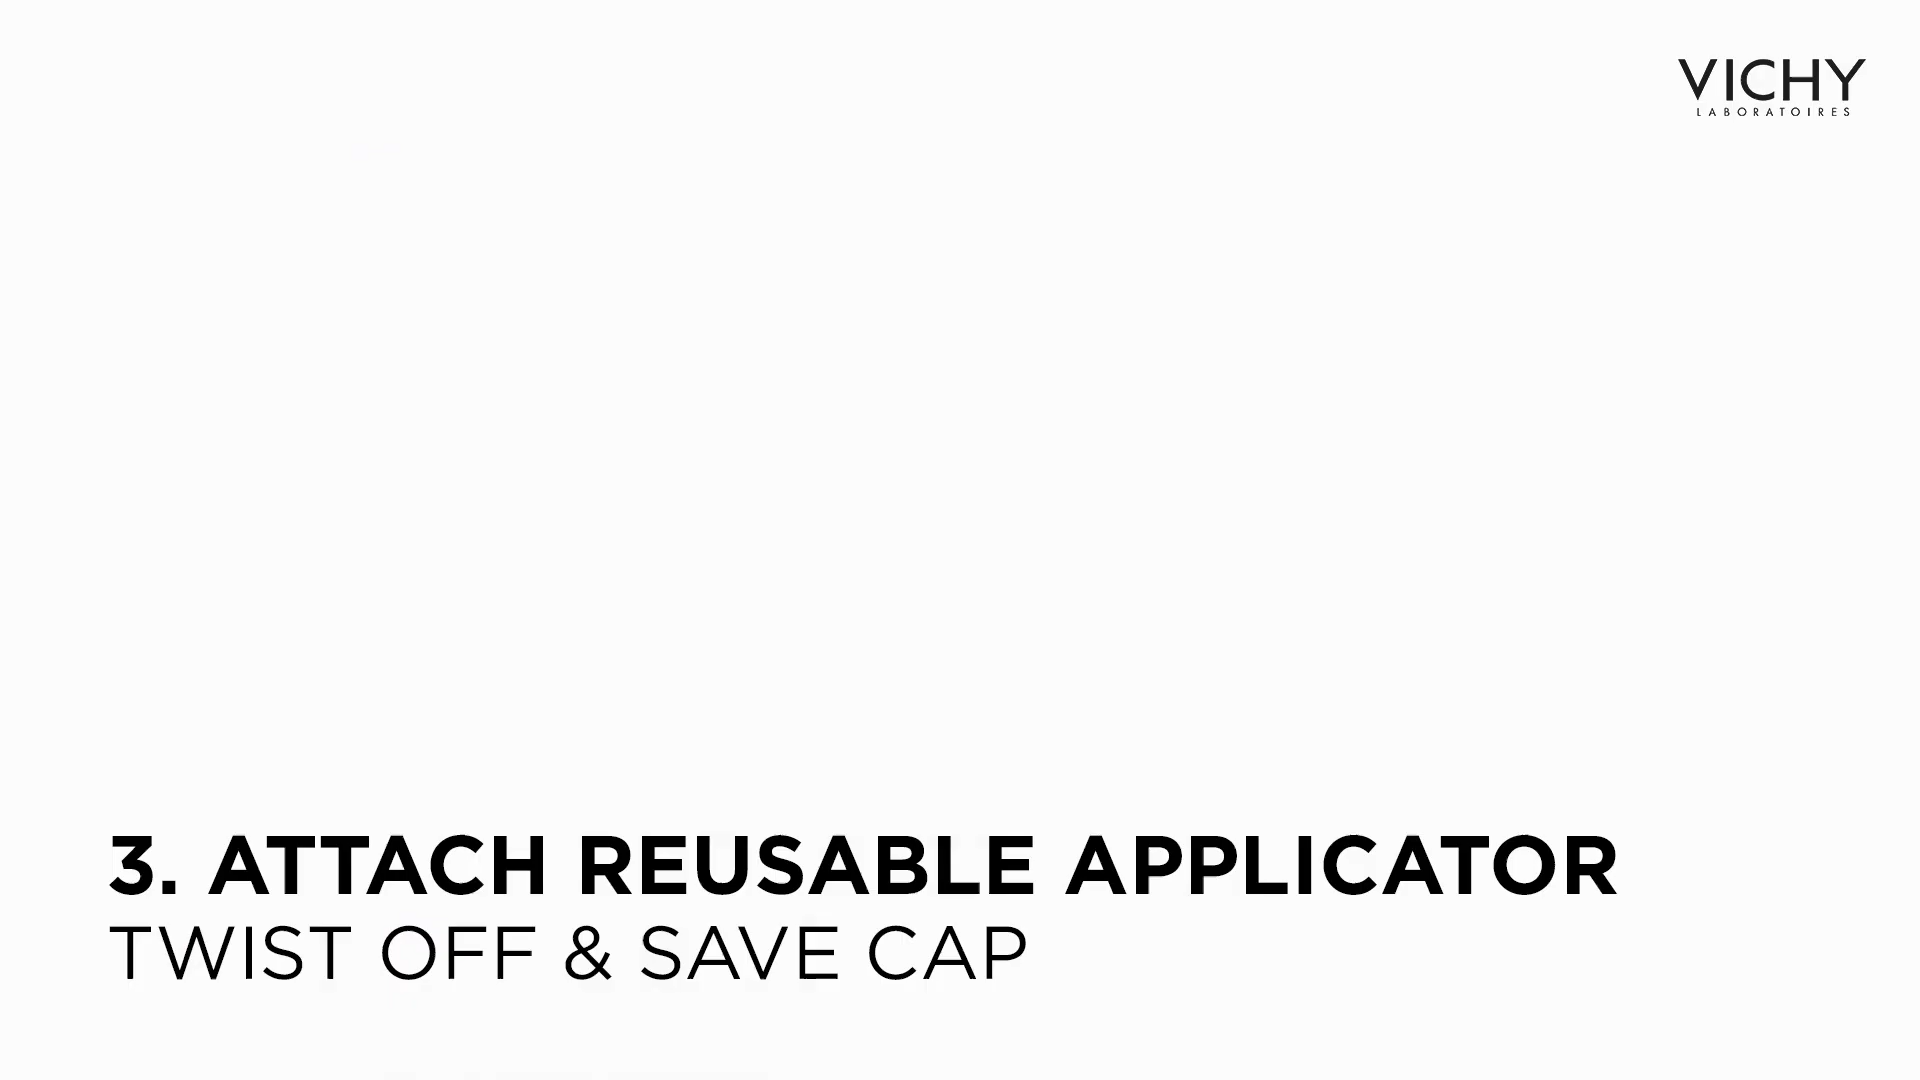 VICHY
LABORATOIRES
3. ATTACH REUSABLE APPLICATOR
TWIST OFF & SAVE CAP